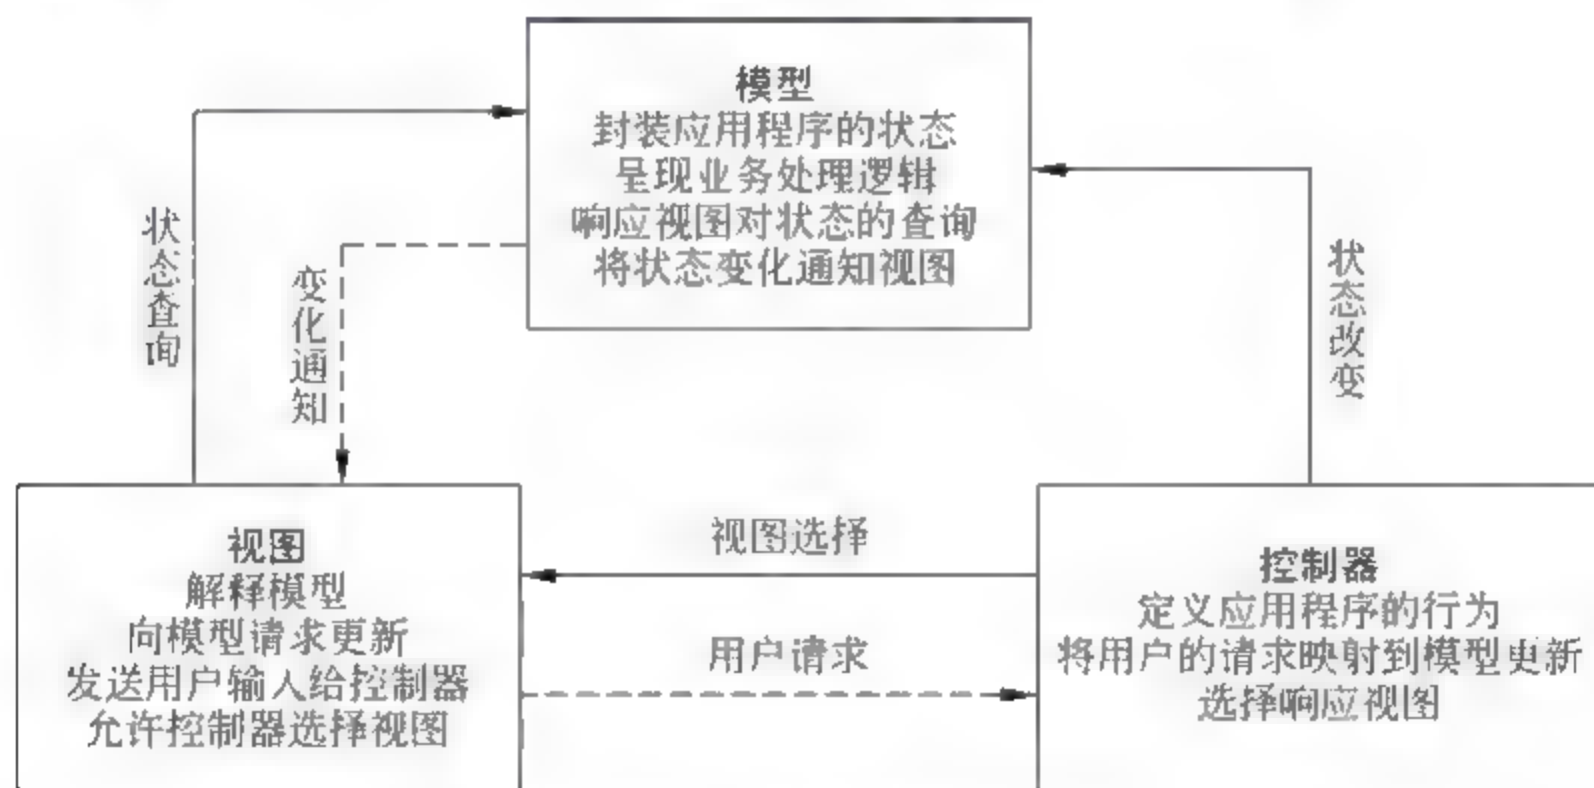 模型
封装应用程序的状态
呈现业务处理逻辑
响应视图对状态的查询
将状态变化通知视图
状态查询
变化通知
状态改变
视图
解释模型
向模型请求更新
发送用户输入给控制器
允许控制器选择视图
视图选择
用户请求
控制器
定义应用程序的行为
将用户的请求映射到模型更新
选择响应视图